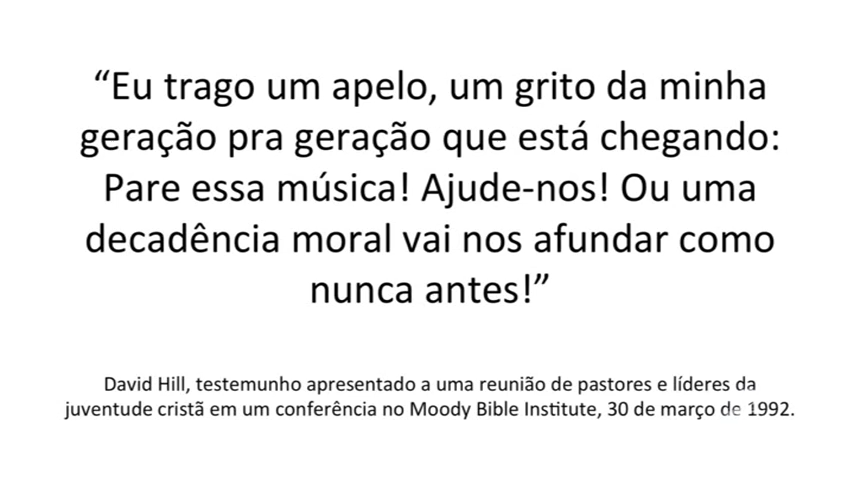 “Eu trago um apelo, um grito da minha
geração pra geração que está chegando:
Pare essa música! Ajude-nos! Ou uma
decadência moral vai nos afundar como
nunca antes!”
David Hill, testemunho apresentado a uma reunião de pastores e líderes da
juventude cristã em um conferência no Moody Bible Institute, 30 de março de 1992.